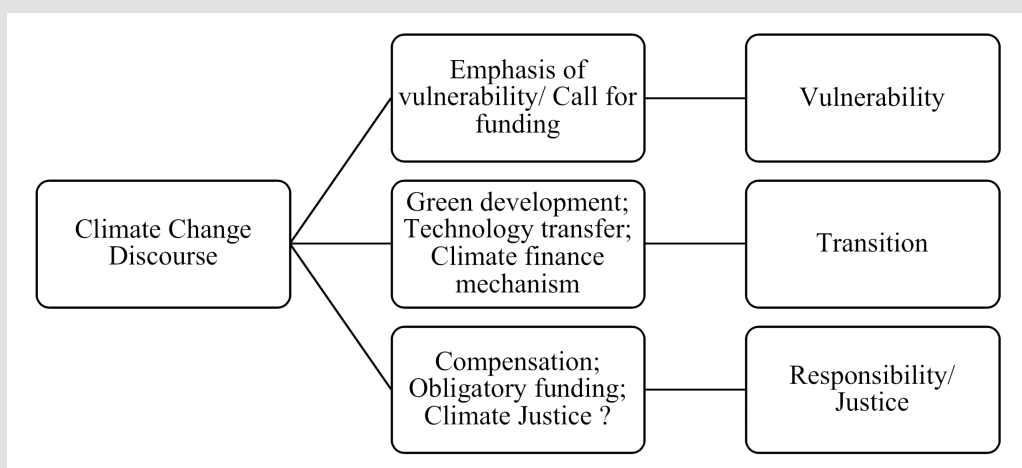 Climate Change
Discourse
Emphasis of
vulnerability/ Call for
funding
Vulnerability
Green development;
Technology transfer;
Climate finance
mechanism
Transition
Compensation;
Obligatory funding;
Climate Justice ?
Responsibility/
Justice